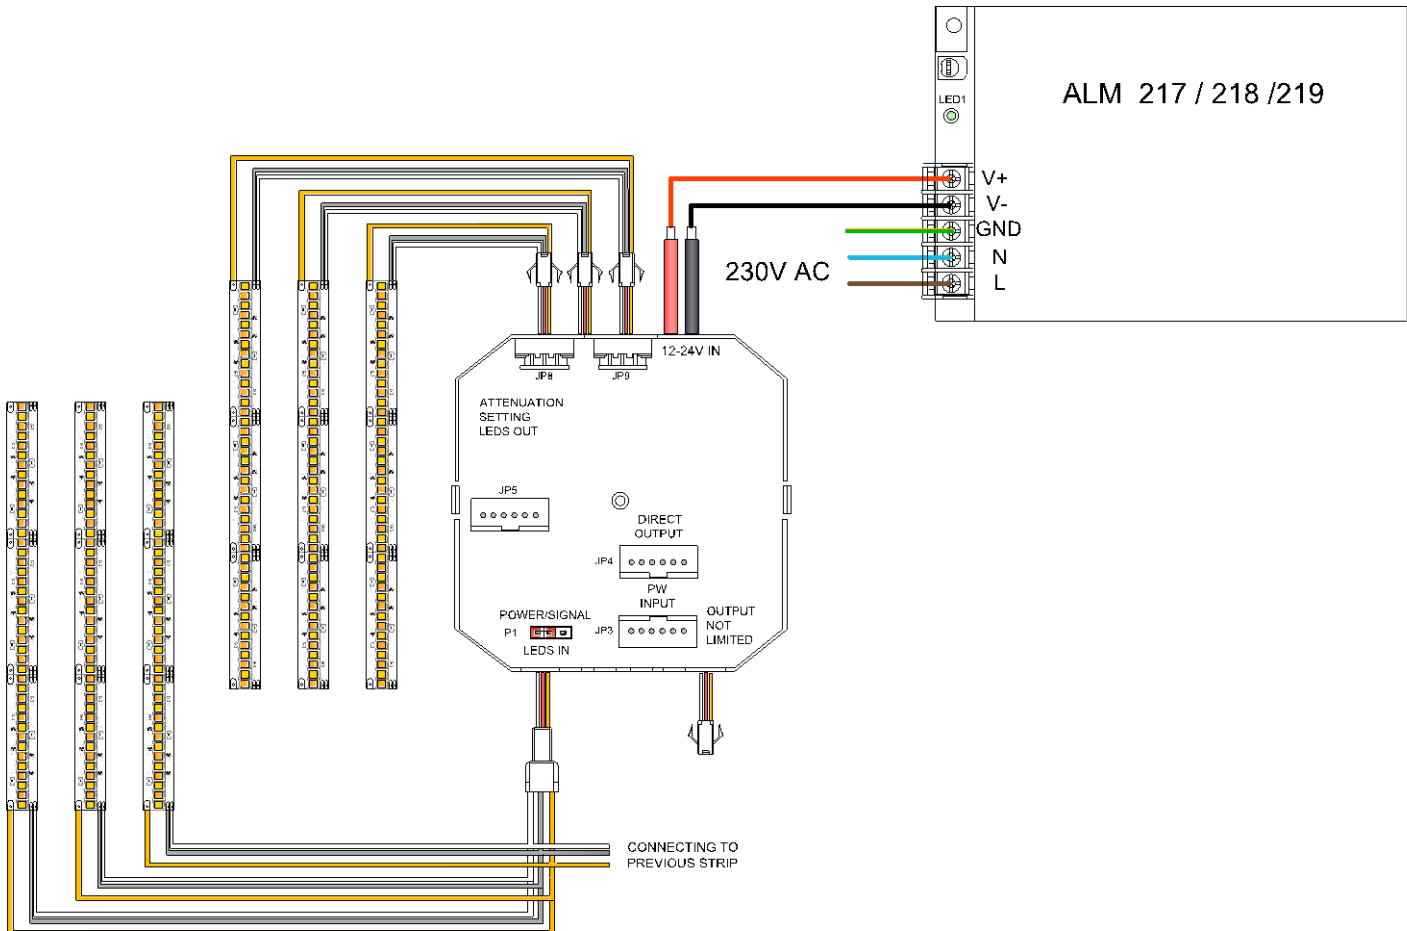 ALM 217 / 218 /219
LED1
V+
V-
GND
N
L
230V AC
12-24V IN
JP8
JP9
ATTENUATION
SETTING
LEDS OUT
JP5
DIRECT
OUTPUT
JP4
PW
INPUT
JP3
OUTPUT
NOT
LIMITED
POWER/SIGNAL
P1
LEDS IN
CONNECTING TO
PREVIOUS STRIP